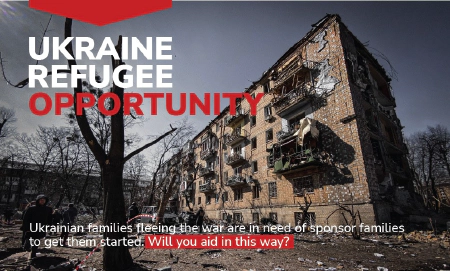 UKRAINE
REFUGEE
OPPORTUNITY
Ukrainian families fleeing the war are in need of sponsor families
to get them started. Will you aid in this way?